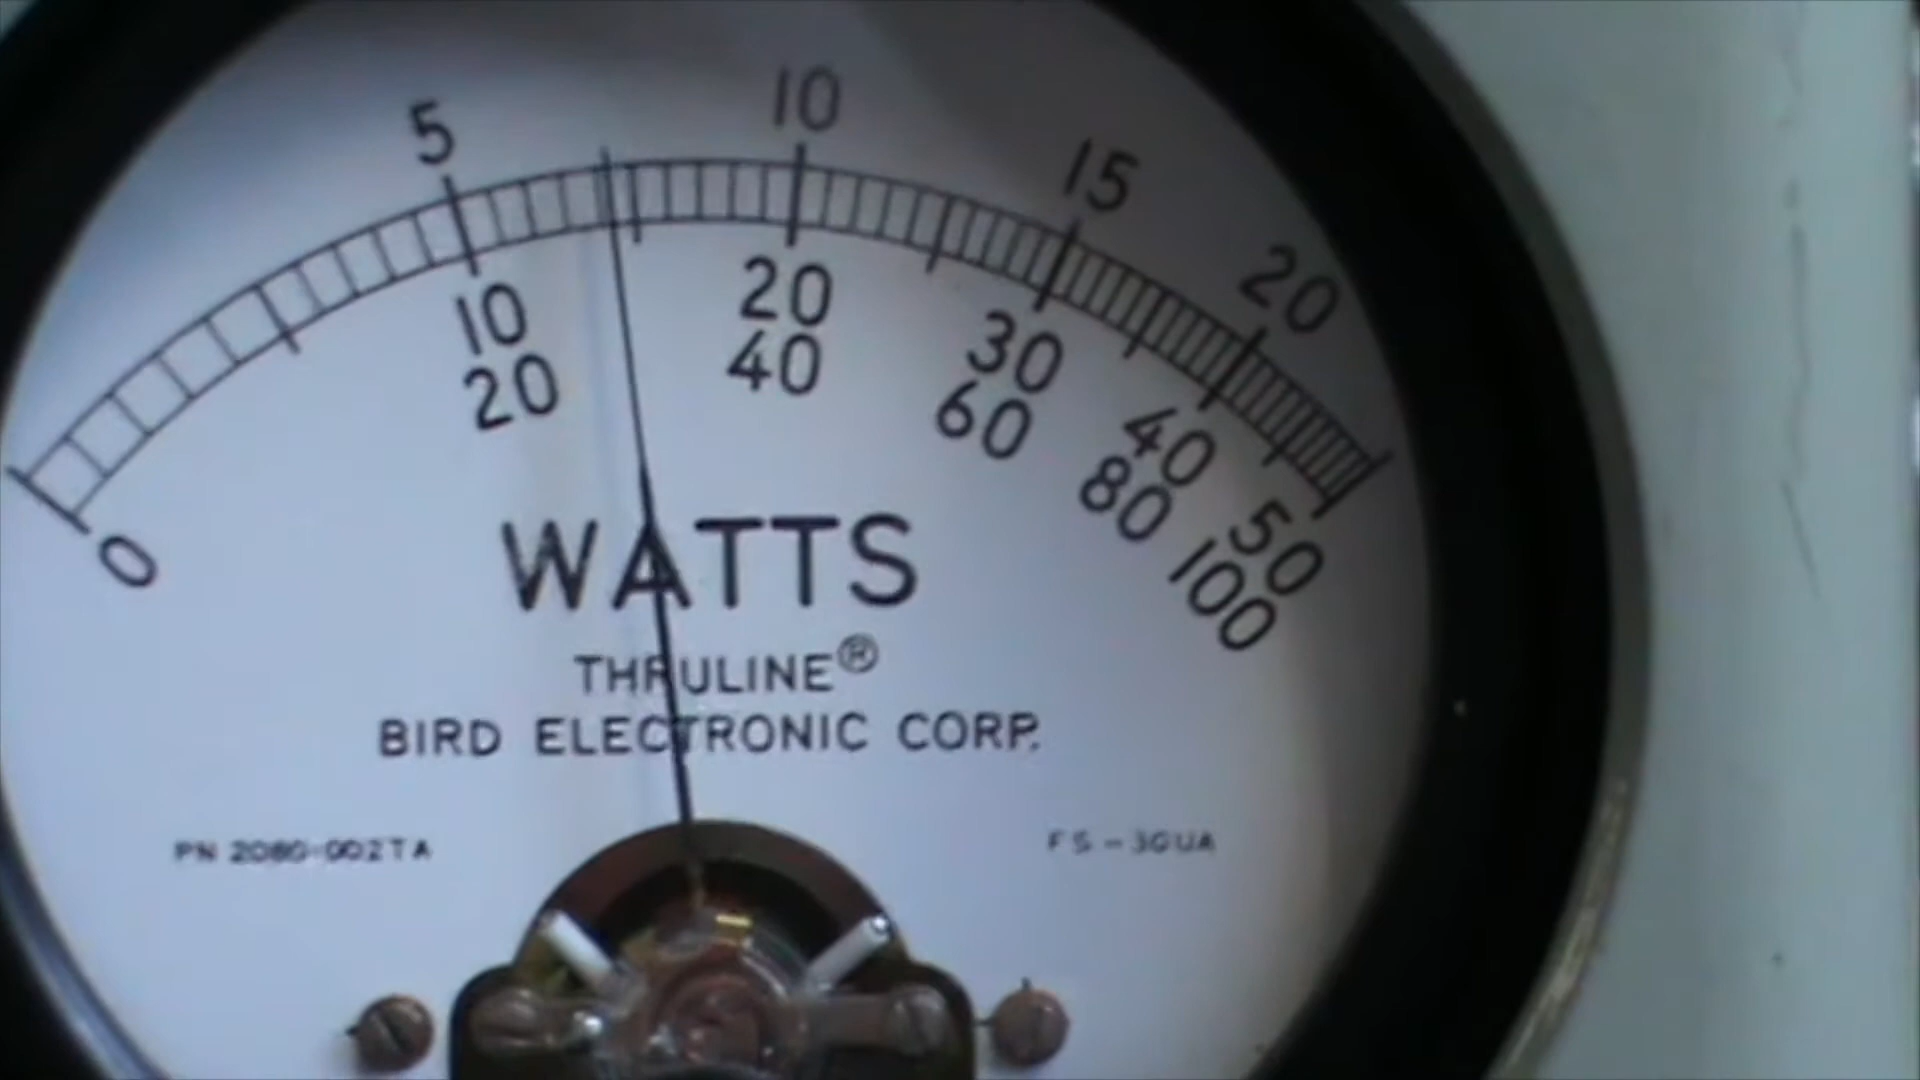 5 10 15 20
0 10 20 30 40 50
20 40 60 80 100
WATTS
THRULINE®
BIRD ELECTRONIC CORP.
PN 2080-002TA FS-30UA